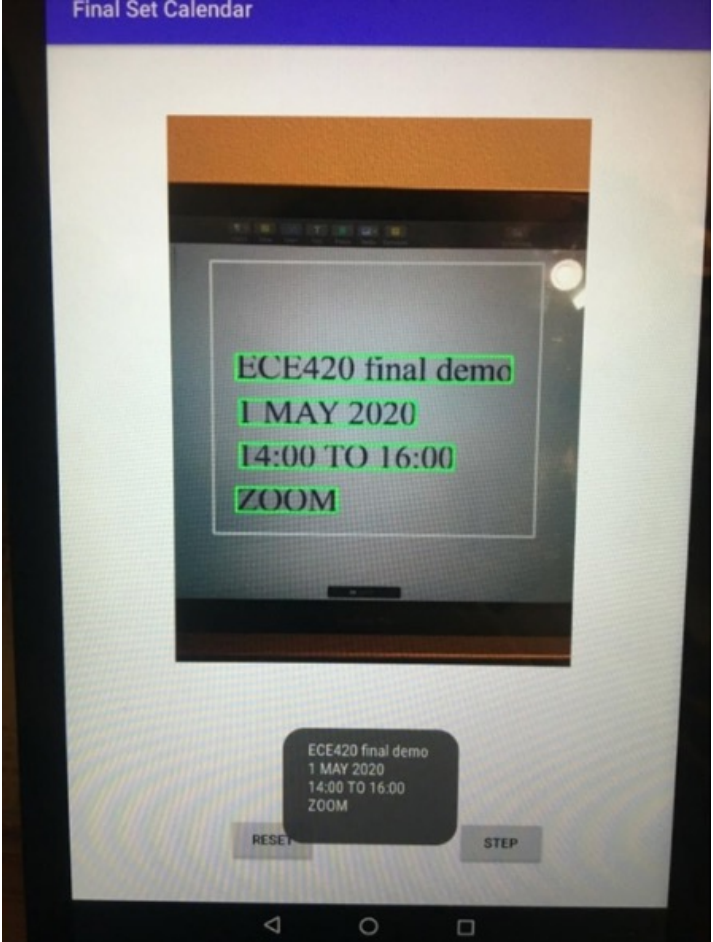 Final Set Calendar
ECE420 final demo
1 MAY 2020
14:00 TO 16:00
ZOOM
ECE420 final demo
1 MAY 2020
14:00 TO 16:00
ZOOM
RESET
STEP